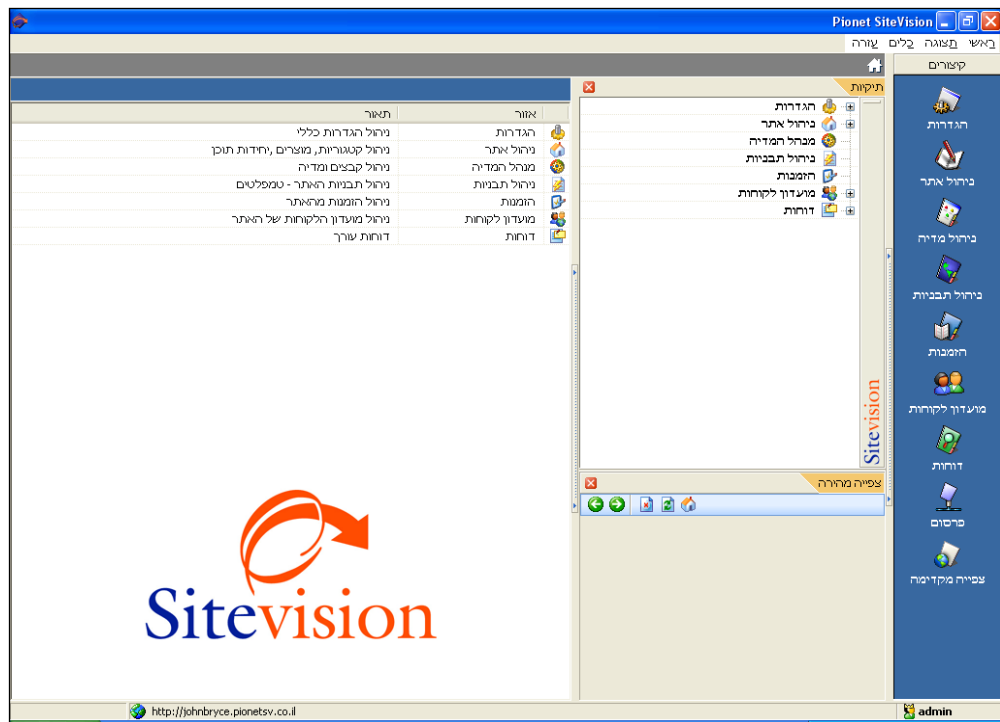 Pionet SiteVision
ראשי תצוגה כלים עזרה
קיצורים
הגדרות
ניהול אתר
ניהול מדיה
ניהול תבניות
הזמנות
מועדון לקוחות
דוחות
פרסום
צפייה מקדימה
תיקיות
הגדרות
ניהול אתר
מנהל המדיה
ניהול תבניות
הזמנות
מועדון לקוחות
דוחות
Sitevision
צפייה מהירה
אזור תאור
הגדרות ניהול הגדרות כללי
ניהול אתר ניהול קטגוריות, מוצרים ,יחידות תוכן
מנהל המדיה ניהול קבצים ומדיה
ניהול תבניות ניהול תבניות האתר - טמפלטים
הזמנות ניהול הזמנות מהאתר
מועדון לקוחות ניהול מועדון הלקוחות של האתר
דוחות דוחות עורך
Sitevision
http://johnbryce.pionetsv.co.il
admin